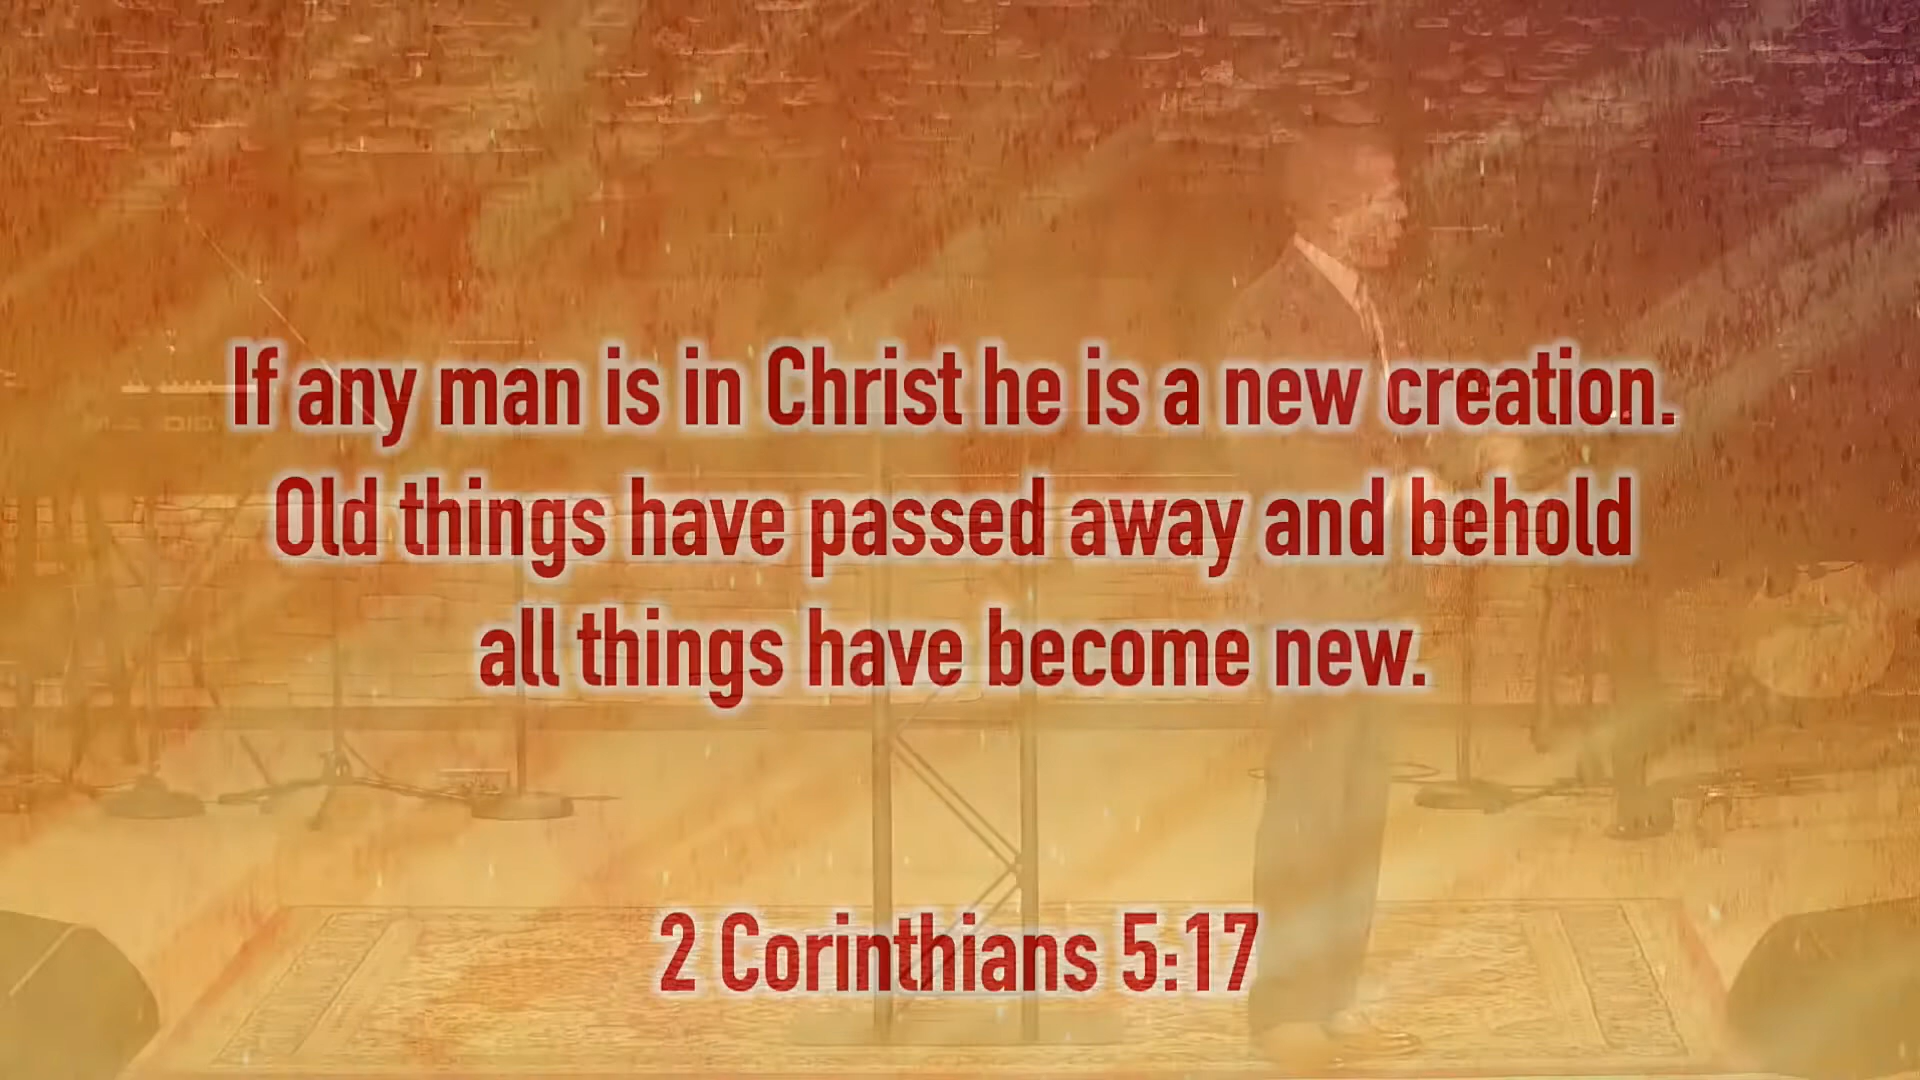 If any man is in Christ he is a new creation.
Old things have passed away and behold
all things have become new.
2 Corinthians 5:17